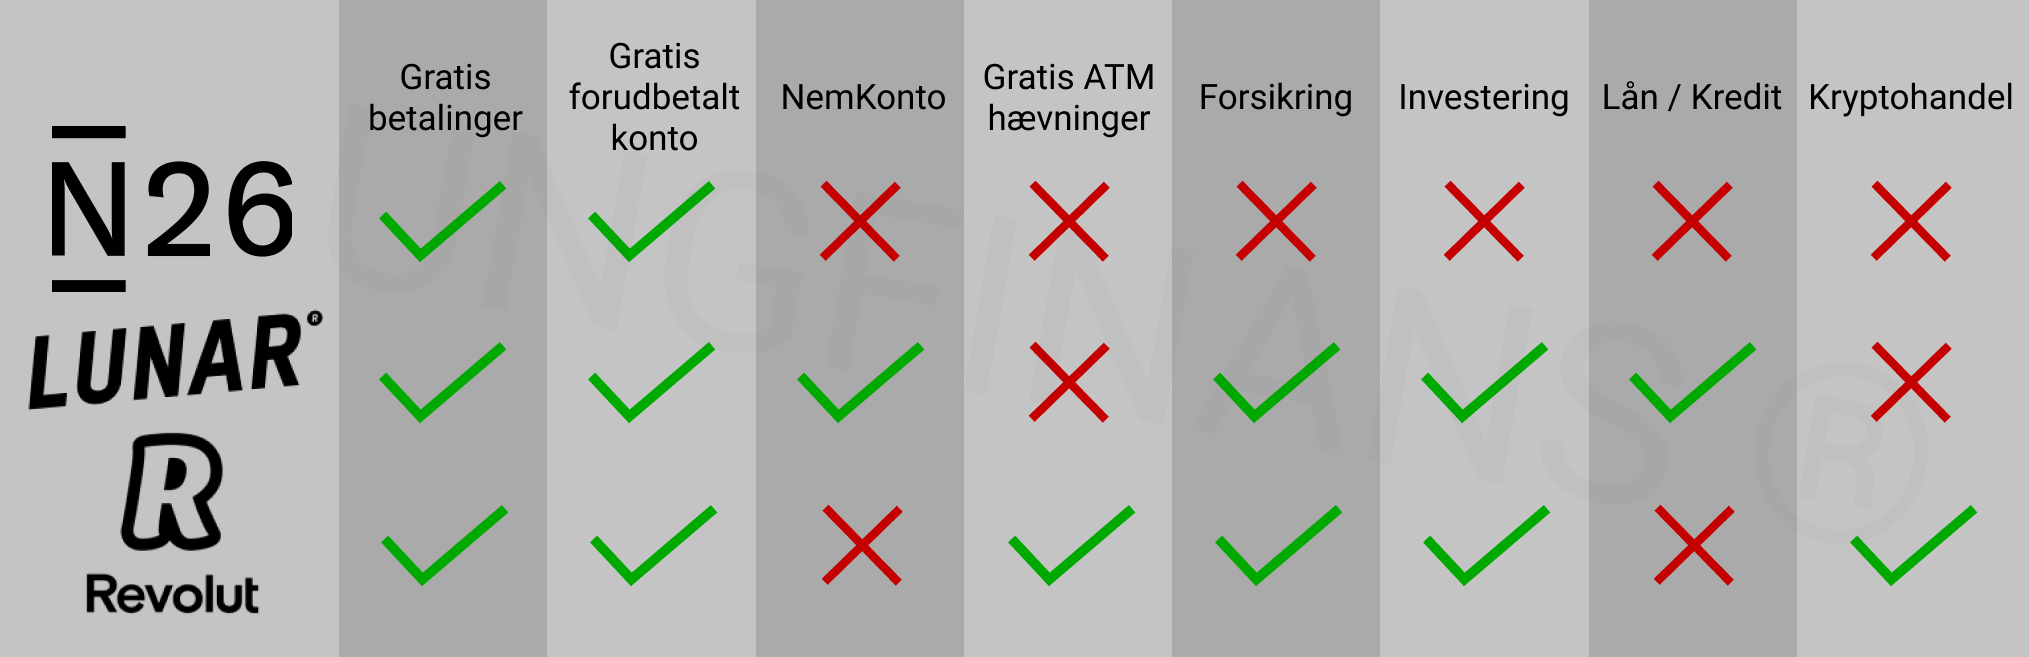 Gratis
betalinger
Gratis
forudbetalt
konto
NemKonto
Gratis ATM
hævninger
Forsikring
Investering
Lån / Kredit
Kryptohandel
N26
LUNAR®
R
Revolut
UNGFINANS ®